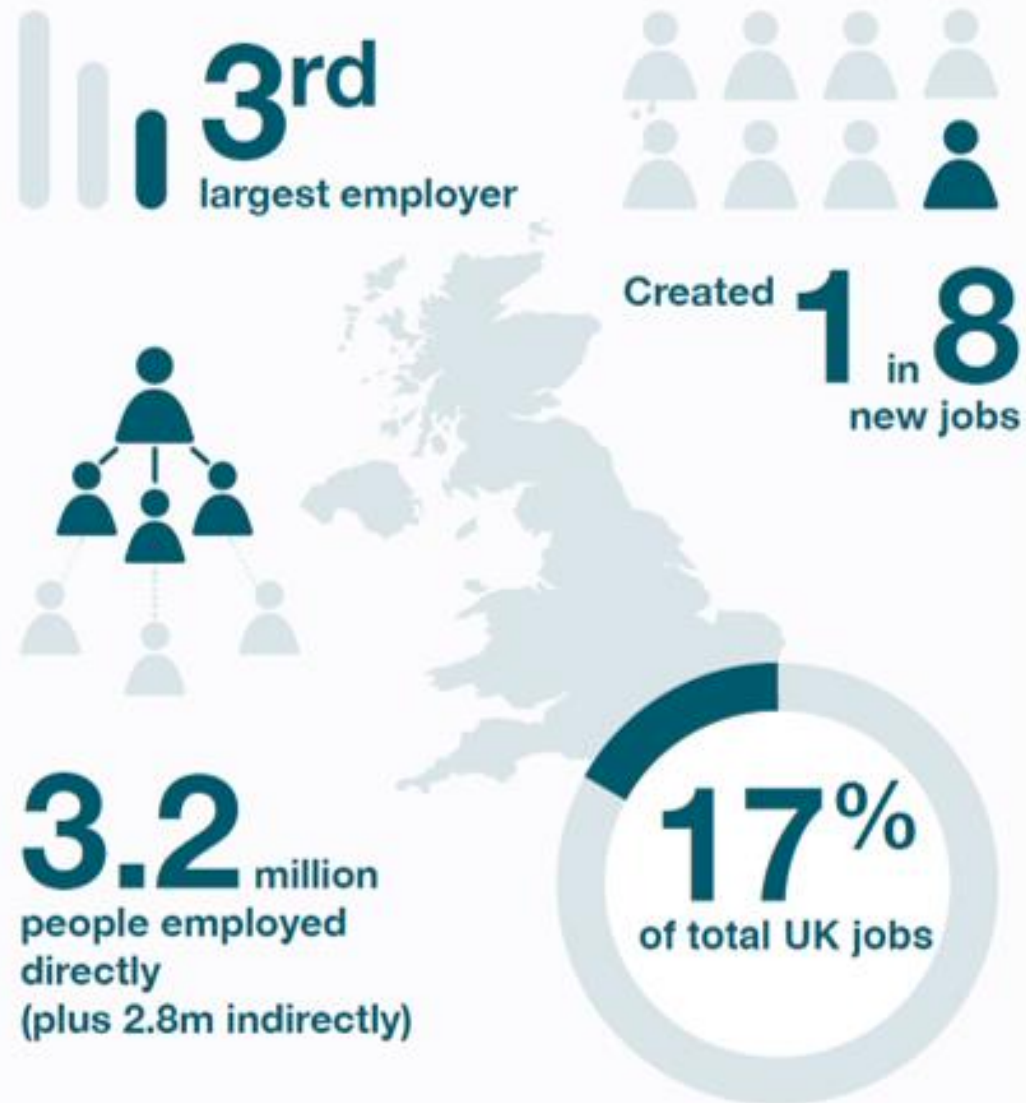 3rd
largest employer
Created 1 in 8
new jobs
3.2 million
people employed
directly
(plus 2.8m indirectly)
17%
of total UK jobs